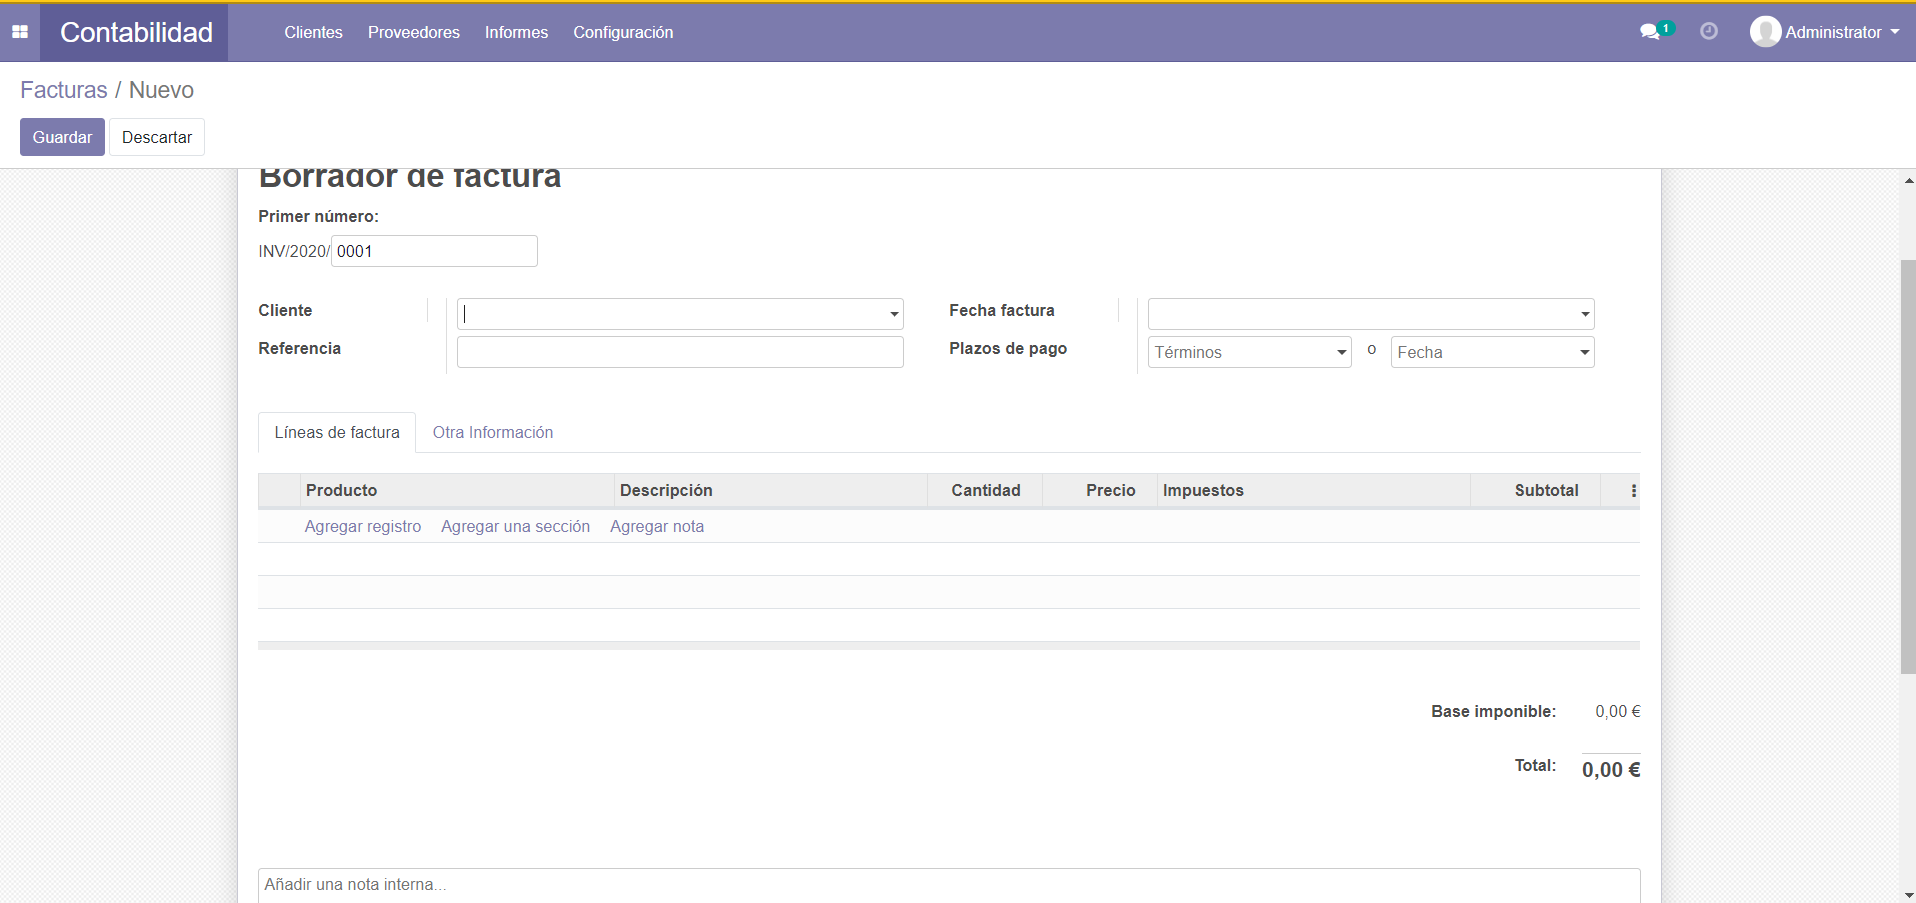 Contabilidad Clientes Proveedores Informes Configuración 1 Administrator
Facturas / Nuevo
Guardar Descartar
Borrador de factura
Primer número:
INV/2020/ 0001
Cliente Fecha factura
Referencia Plazos de pago Términos o Fecha
Líneas de factura Otra Información
Producto Descripción Cantidad Precio Impuestos Subtotal
Agregar registro Agregar una sección Agregar nota
Base imponible: 0,00 €
Total: 0,00 €
Añadir una nota interna...